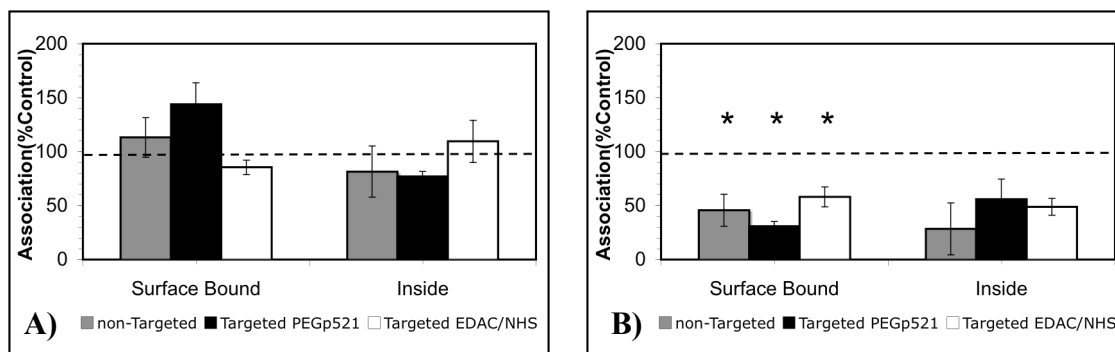 200
150
100
50
0
Association(%Control)
Surface Bound Inside
A) non-Targeted Targeted PEGp521 Targeted EDAC/NHS
200
150
100
50
0
Association(%Control)
* * *
Surface Bound Inside
B) non-Targeted Targeted PEGp521 Targeted EDAC/NHS